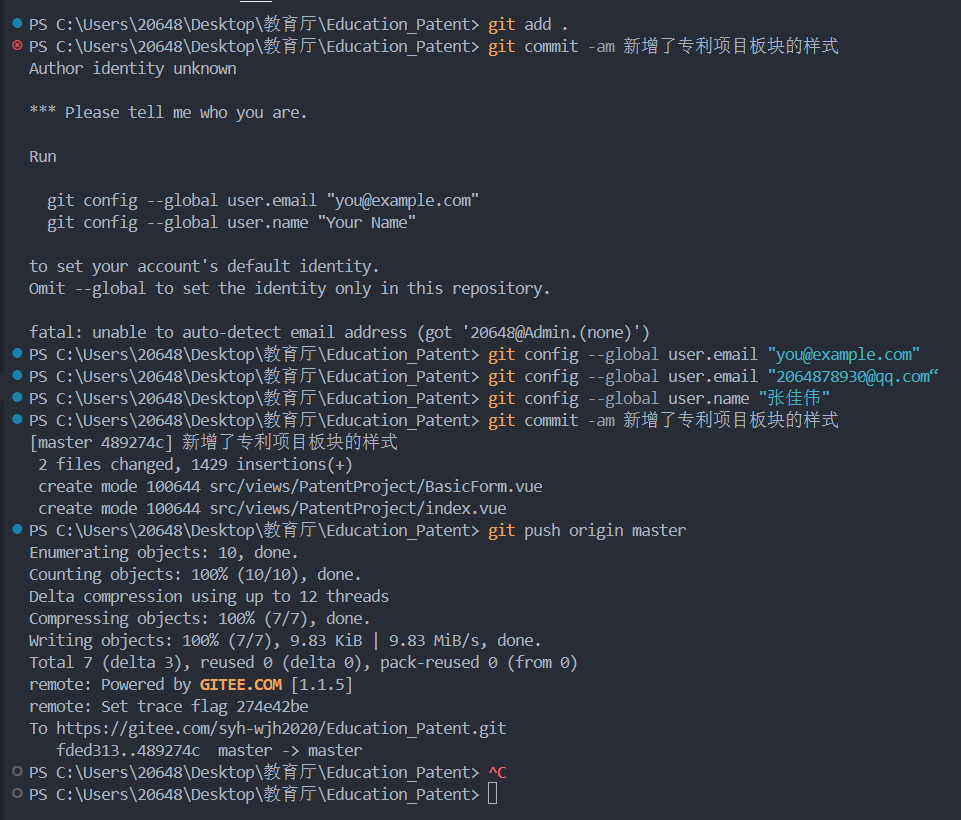 PS C:\Users\20648\Desktop\教育厅\Education_Patent> git add .
PS C:\Users\20648\Desktop\教育厅\Education_Patent> git commit -am 新增了专利项目板块的样式
Author identity unknown
*** Please tell me who you are.
Run
git config --global user.email "you@example.com"
git config --global user.name "Your Name"
to set your account's default identity.
Omit --global to set the identity only in this repository.
fatal: unable to auto-detect email address (got '20648@Admin.(none)')
PS C:\Users\20648\Desktop\教育厅\Education_Patent> git config --global user.email "you@example.com"
PS C:\Users\20648\Desktop\教育厅\Education_Patent> git config --global user.email "2064878930@qq.com“
PS C:\Users\20648\Desktop\教育厅\Education_Patent> git config --global user.name "张佳伟"
PS C:\Users\20648\Desktop\教育厅\Education_Patent> git commit -am 新增了专利项目板块的样式
[master 489274c] 新增了专利项目板块的样式
2 files changed, 1429 insertions(+)
create mode 100644 src/views/PatentProject/BasicForm.vue
create mode 100644 src/views/PatentProject/index.vue
PS C:\Users\20648\Desktop\教育厅\Education_Patent> git push origin master
Enumerating objects: 10, done.
Counting objects: 100% (10/10), done.
Delta compression using up to 12 threads
Compressing objects: 100% (7/7), done.
Writing objects: 100% (7/7), 9.83 KiB | 9.83 MiB/s, done.
Total 7 (delta 3), reused 0 (delta 0), pack-reused 0 (from 0)
remote: Powered by GITEE.COM [1.1.5]
remote: Set trace flag 274e42be
To https://gitee.com/syh-wjh2020/Education_Patent.git
fded313..489274c master -> master
PS C:\Users\20648\Desktop\教育厅\Education_Patent> ^C
PS C:\Users\20648\Desktop\教育厅\Education_Patent>